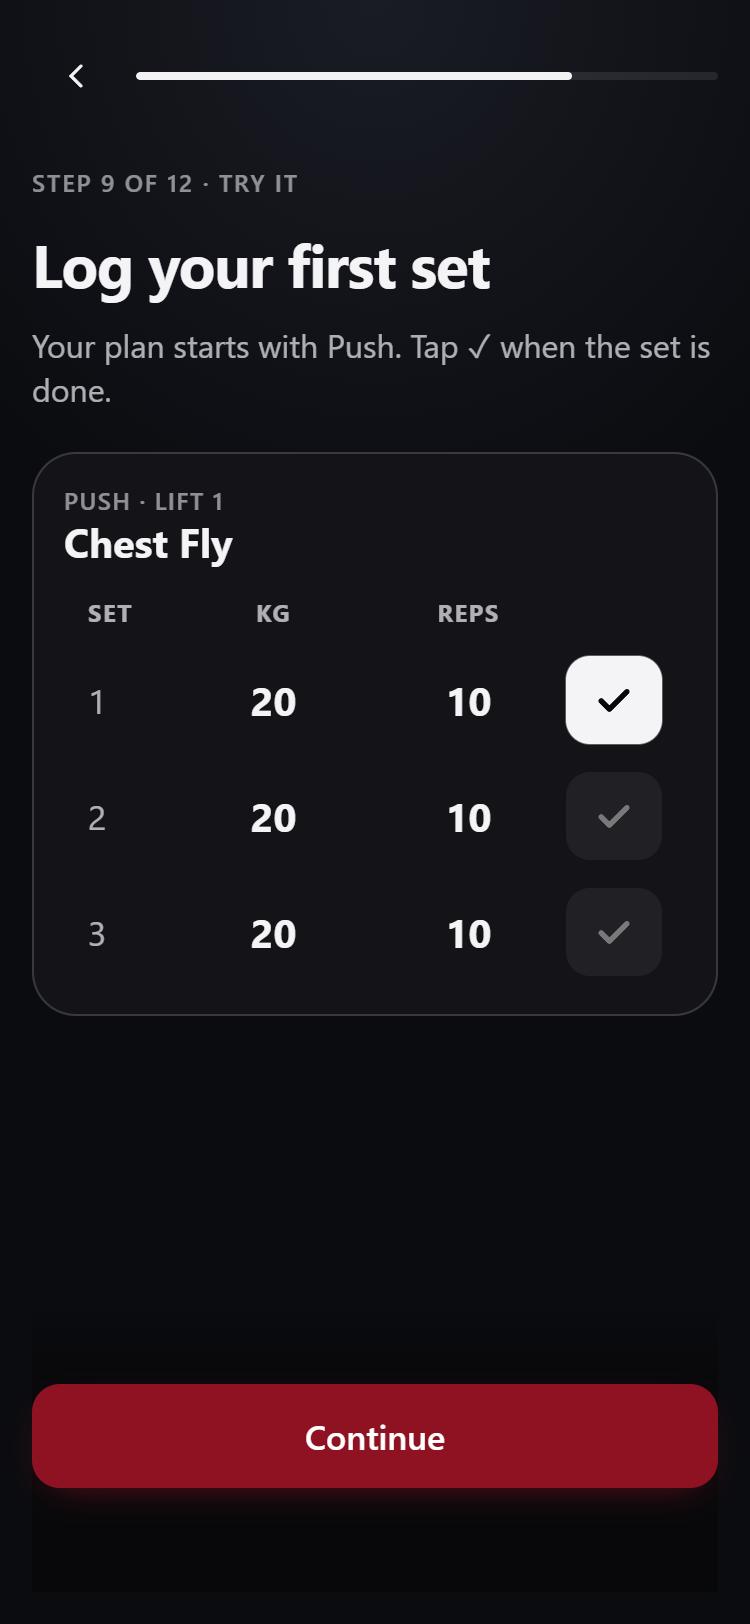 STEP 9 OF 12 · TRY IT
Log your first set
Your plan starts with Push. Tap ✓ when the set is
done.
PUSH · LIFT 1
Chest Fly
SET KG REPS
1 20 10
2 20 10
3 20 10
Continue